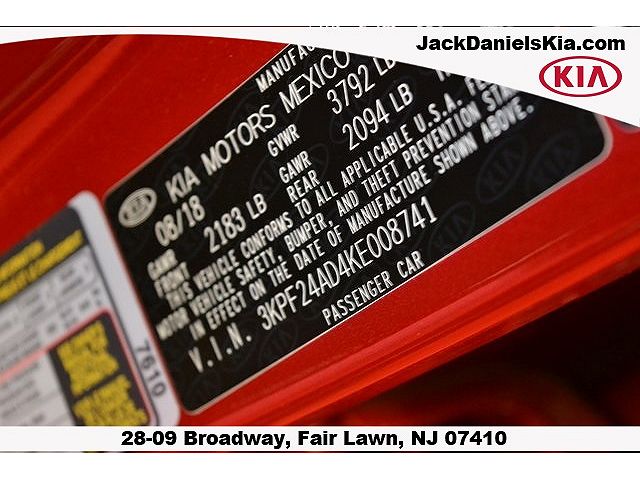 JackDanielsKia.com
KIA
MANUFAC
KIA KIA MOTORS MEXICO
08/18 GVWR 3792 LB
GAWR FRONT 2183 LB GAWR REAR 2094 LB
THIS VEHICLE CONFORMS TO ALL APPLICABLE U.S.A. FE
MOTOR VEHICLE SAFETY, BUMPER, AND THEFT PREVENTION STA
IN EFFECT ON THE DATE OF MANUFACTURE SHOWN ABOVE.
V.I.N. 3KPF24AD4KE008741
PASSENGER CAR
7610
28-09 Broadway, Fair Lawn, NJ 07410